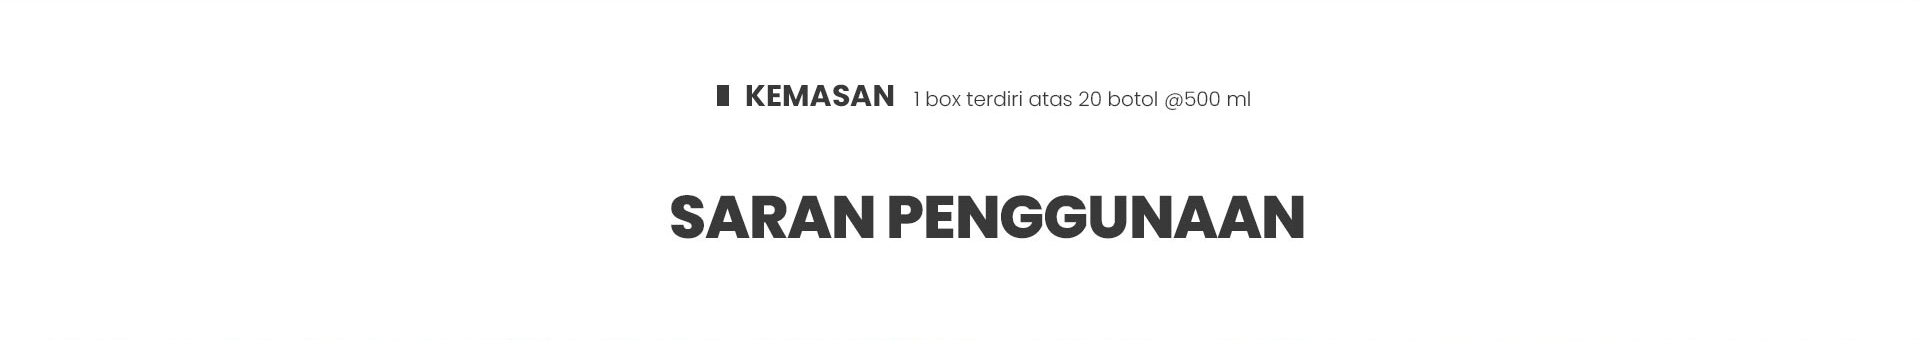 KEMASAN 1 box terdiri atas 20 botol @500 ml
SARAN PENGGUNAAN